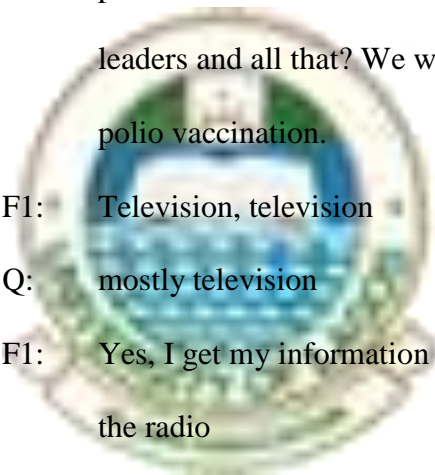 leaders and all that? We w
polio vaccination.
F1: Television, television
Q: mostly television
F1: Yes, I get my information
the radio